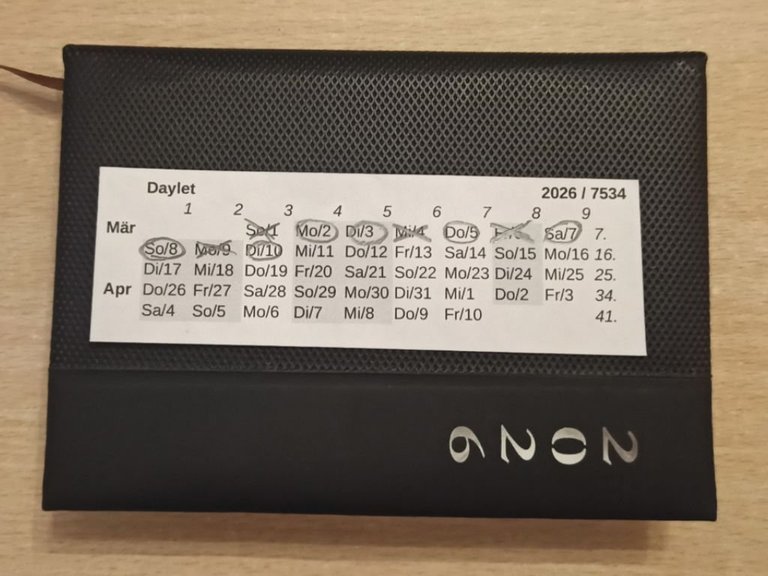 Daylet 2026 / 7534
1 2 3 4 5 6 7 8 9
Mär So/1 Mo/2 Di/3 Mi/4 Do/5 Fr/6 Sa/7 7.
So/8 Mo/9 Di/10 Mi/11 Do/12 Fr/13 Sa/14 So/15 Mo/16 16.
Di/17 Mi/18 Do/19 Fr/20 Sa/21 So/22 Mo/23 Di/24 Mi/25 25.
Apr Do/26 Fr/27 Sa/28 So/29 Mo/30 Di/31 Mi/1 Do/2 Fr/3 34.
Sa/4 So/5 Mo/6 Di/7 Mi/8 Do/9 Fr/10 41.
2026